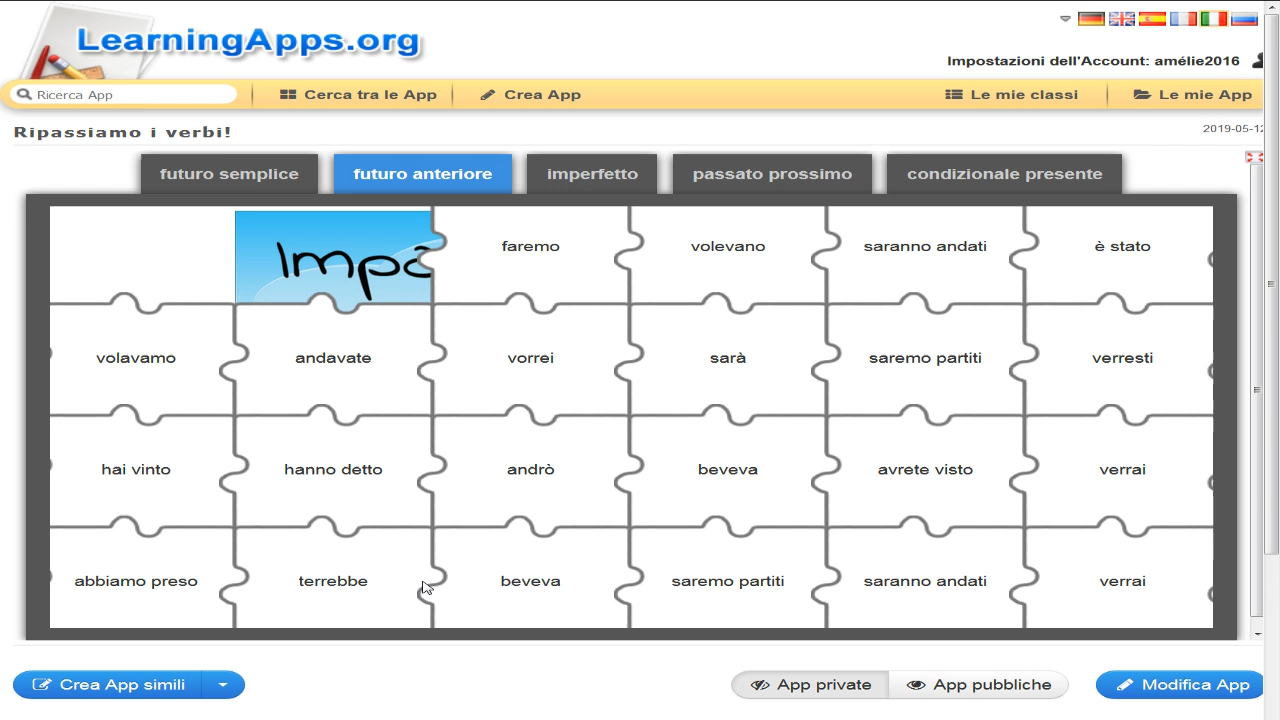 LearningApps.org
Impostazioni dell'Account: amélie2016
Ricerca App
Cerca tra le App
Crea App
Le mie classi
Le mie App
Ripassiamo i verbi!
2019-05-12
futuro semplice
futuro anteriore
imperfetto
passato prossimo
condizionale presente
faremo
volevano
saranno andati
è stato
volavamo
andavate
vorrei
sarà
saremo partiti
verresti
hai vinto
hanno detto
andrò
beveva
avrete visto
verrai
abbiamo preso
terrebbe
beveva
saremo partiti
saranno andati
verrai
Crea App simili
App private
App pubbliche
Modifica App